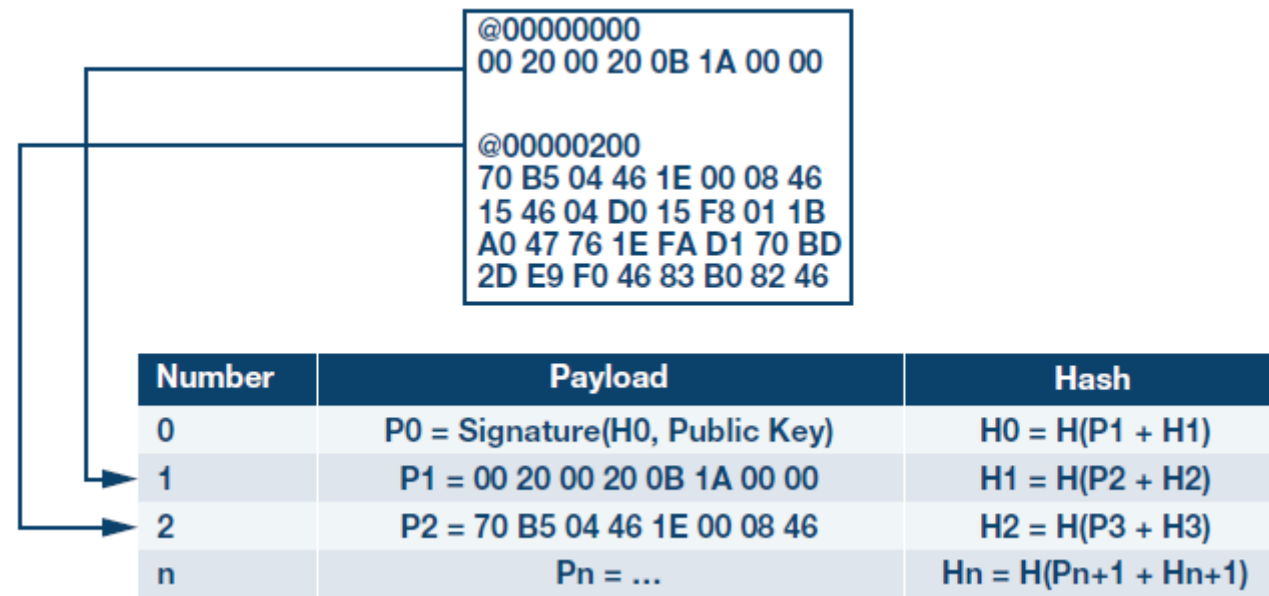 @00000000
00 20 00 20 0B 1A 00 00
@00000200
70 B5 04 46 1E 00 08 46
15 46 04 D0 15 F8 01 1B
A0 47 76 1E FA D1 70 BD
2D E9 F0 46 83 B0 82 46
Number Payload Hash
0 P0 = Signature(H0, Public Key) H0 = H(P1 + H1)
1 P1 = 00 20 00 20 0B 1A 00 00 H1 = H(P2 + H2)
2 P2 = 70 B5 04 46 1E 00 08 46 H2 = H(P3 + H3)
n Pn = ... Hn = H(Pn+1 + Hn+1)